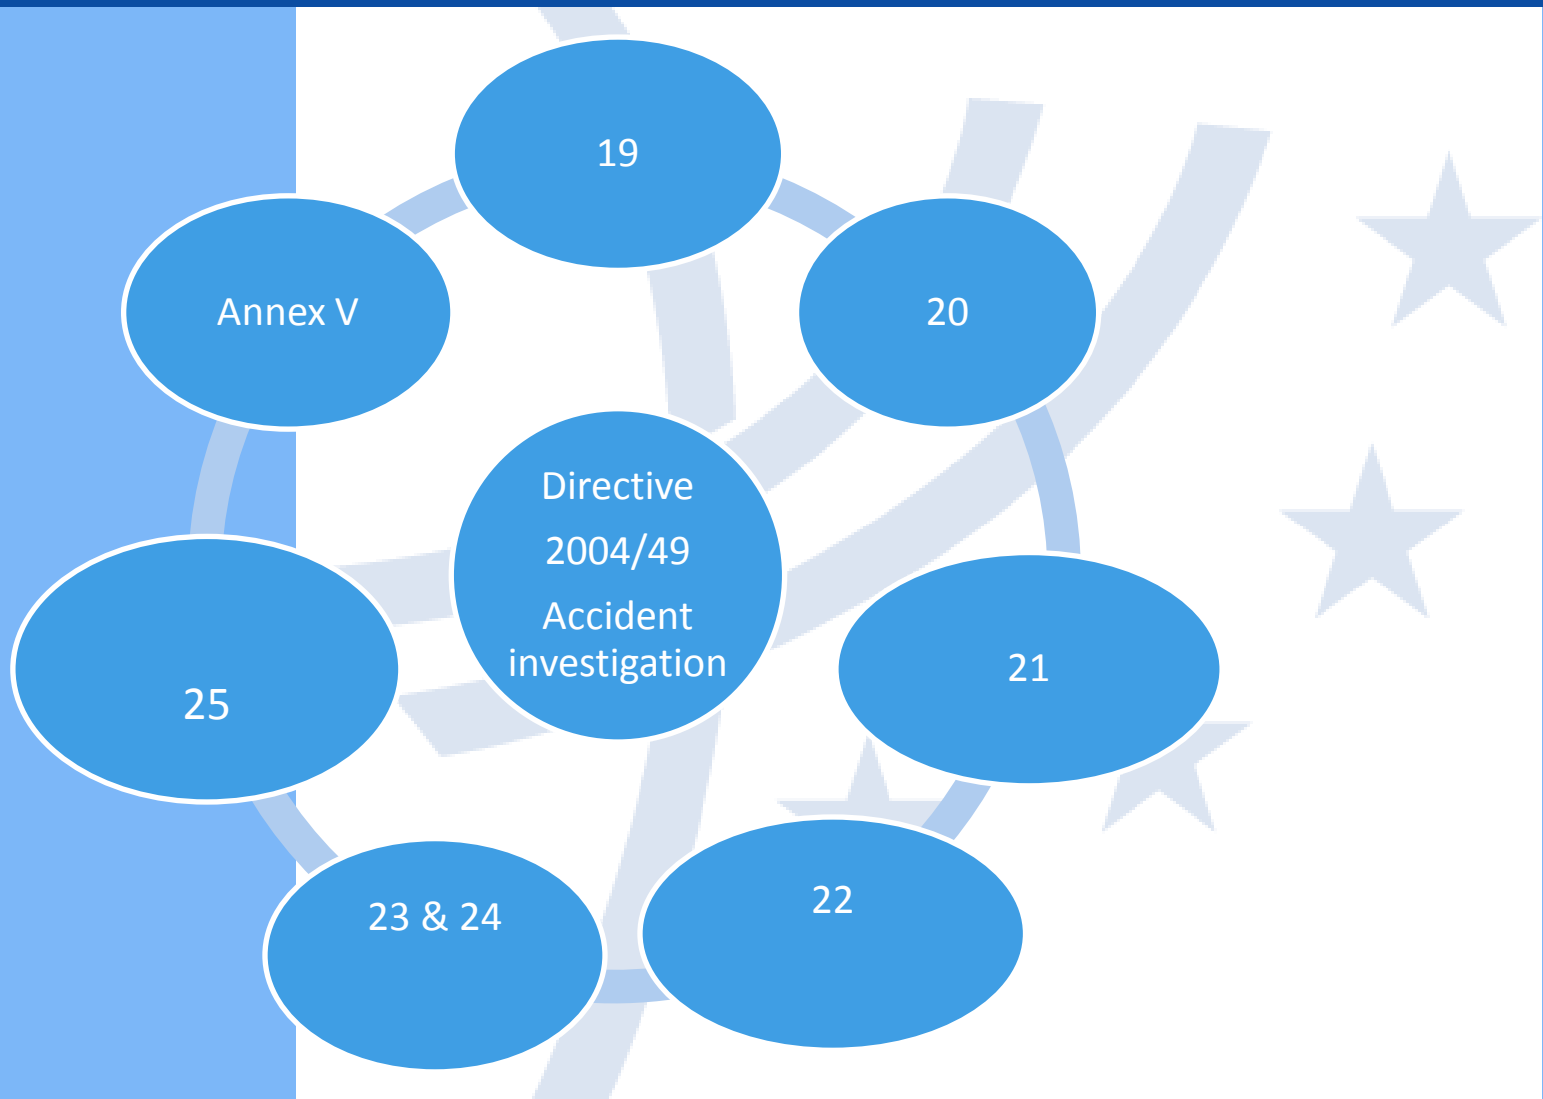 19
Annex V
20
Directive
2004/49
Accident
investigation
21
25
22
23 & 24